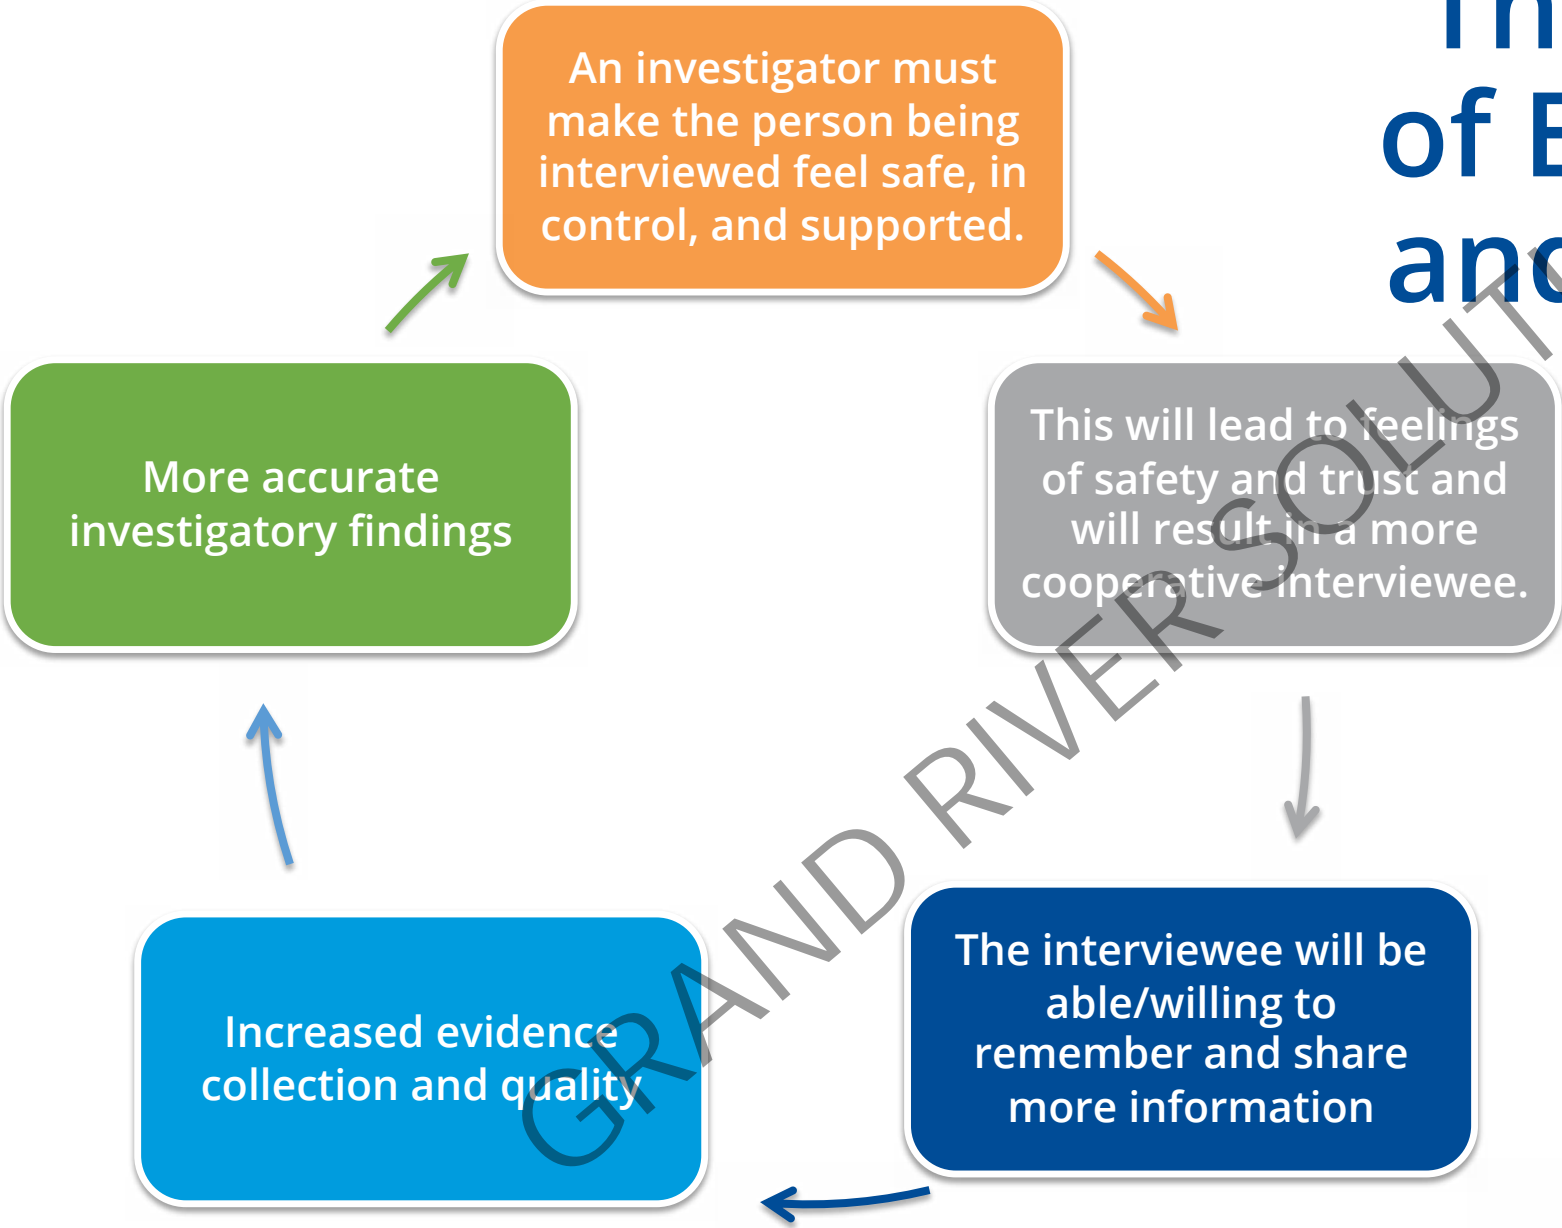 of
and
An investigator must
make the person being
interviewed feel safe, in
control, and supported.
This will lead to feelings
of safety and trust and
will result in a more
cooperative interviewee.
The interviewee will be
able/willing to
remember and share
more information
Increased evidence
collection and quality
More accurate
investigatory findings
GRAND RIVER